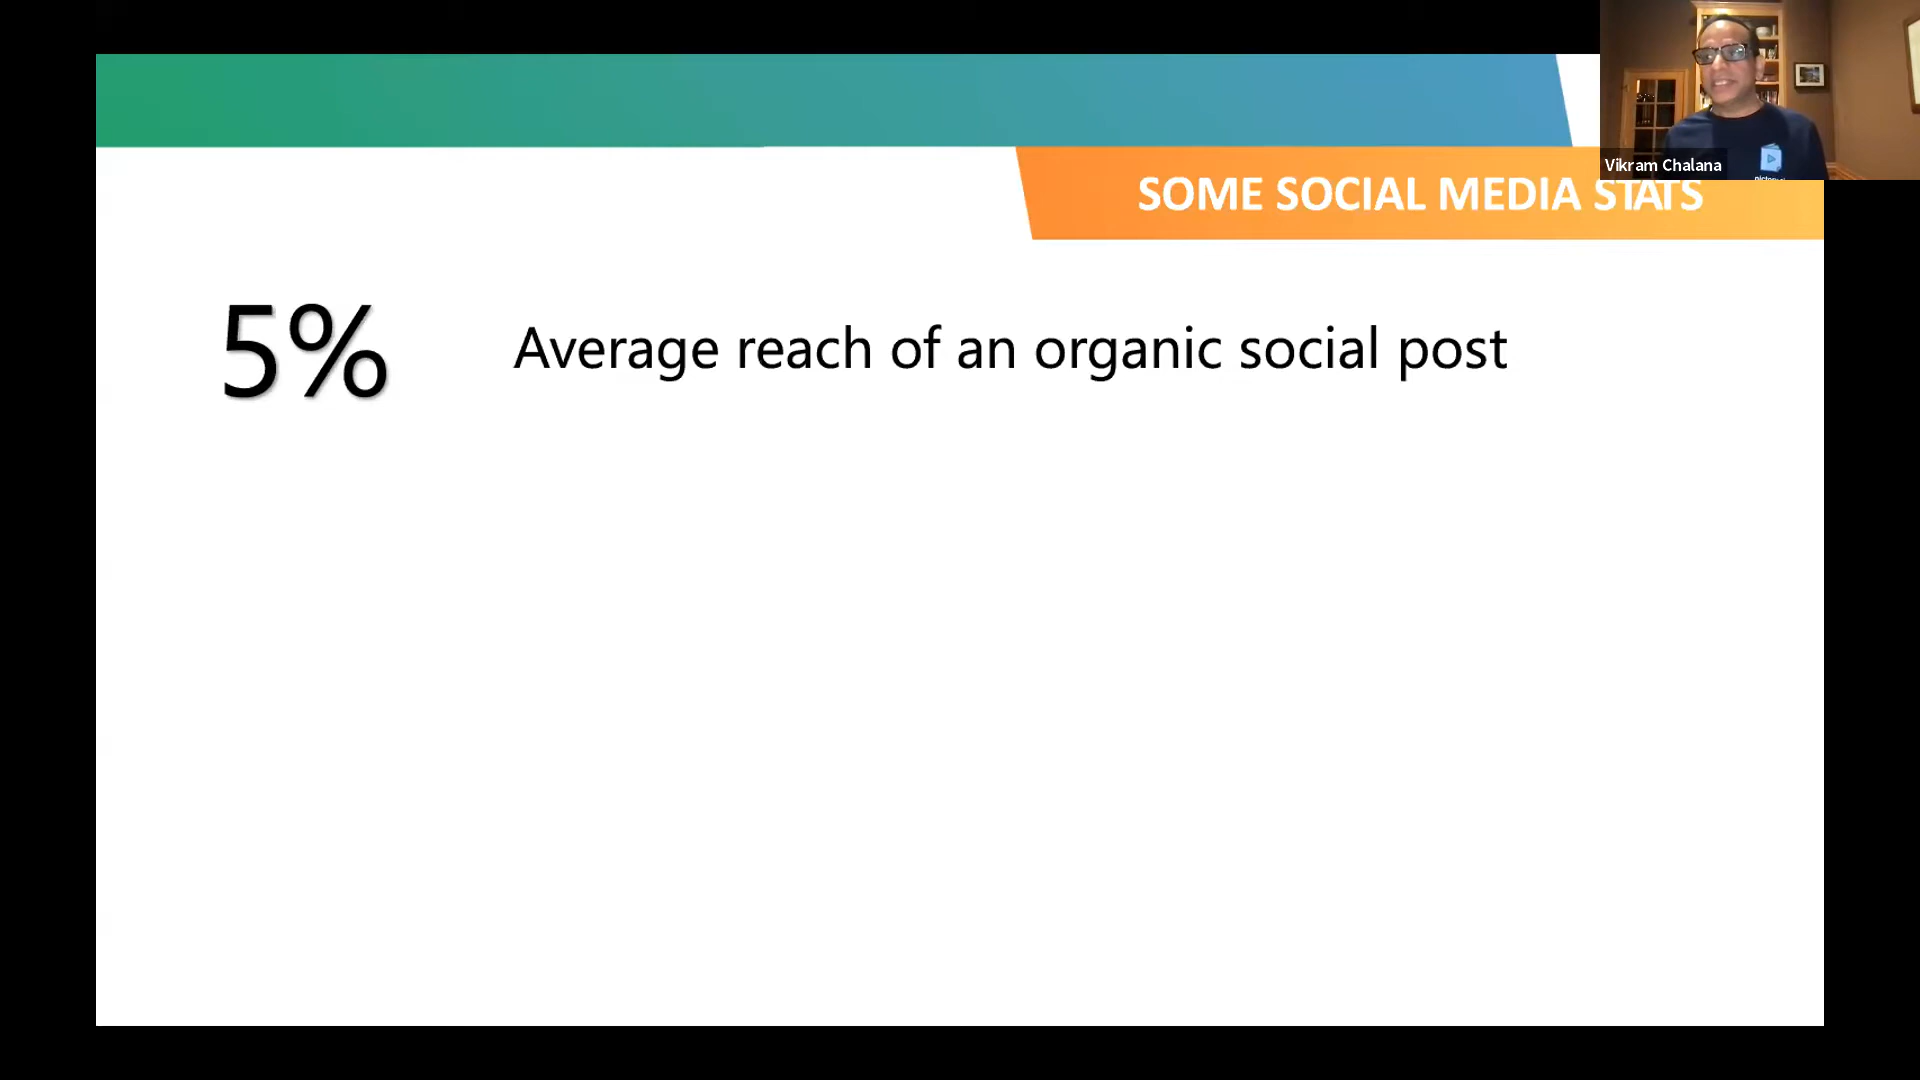 Vikram Chalana
SOME SOCIAL MEDIA STATS
5%
Average reach of an organic social post